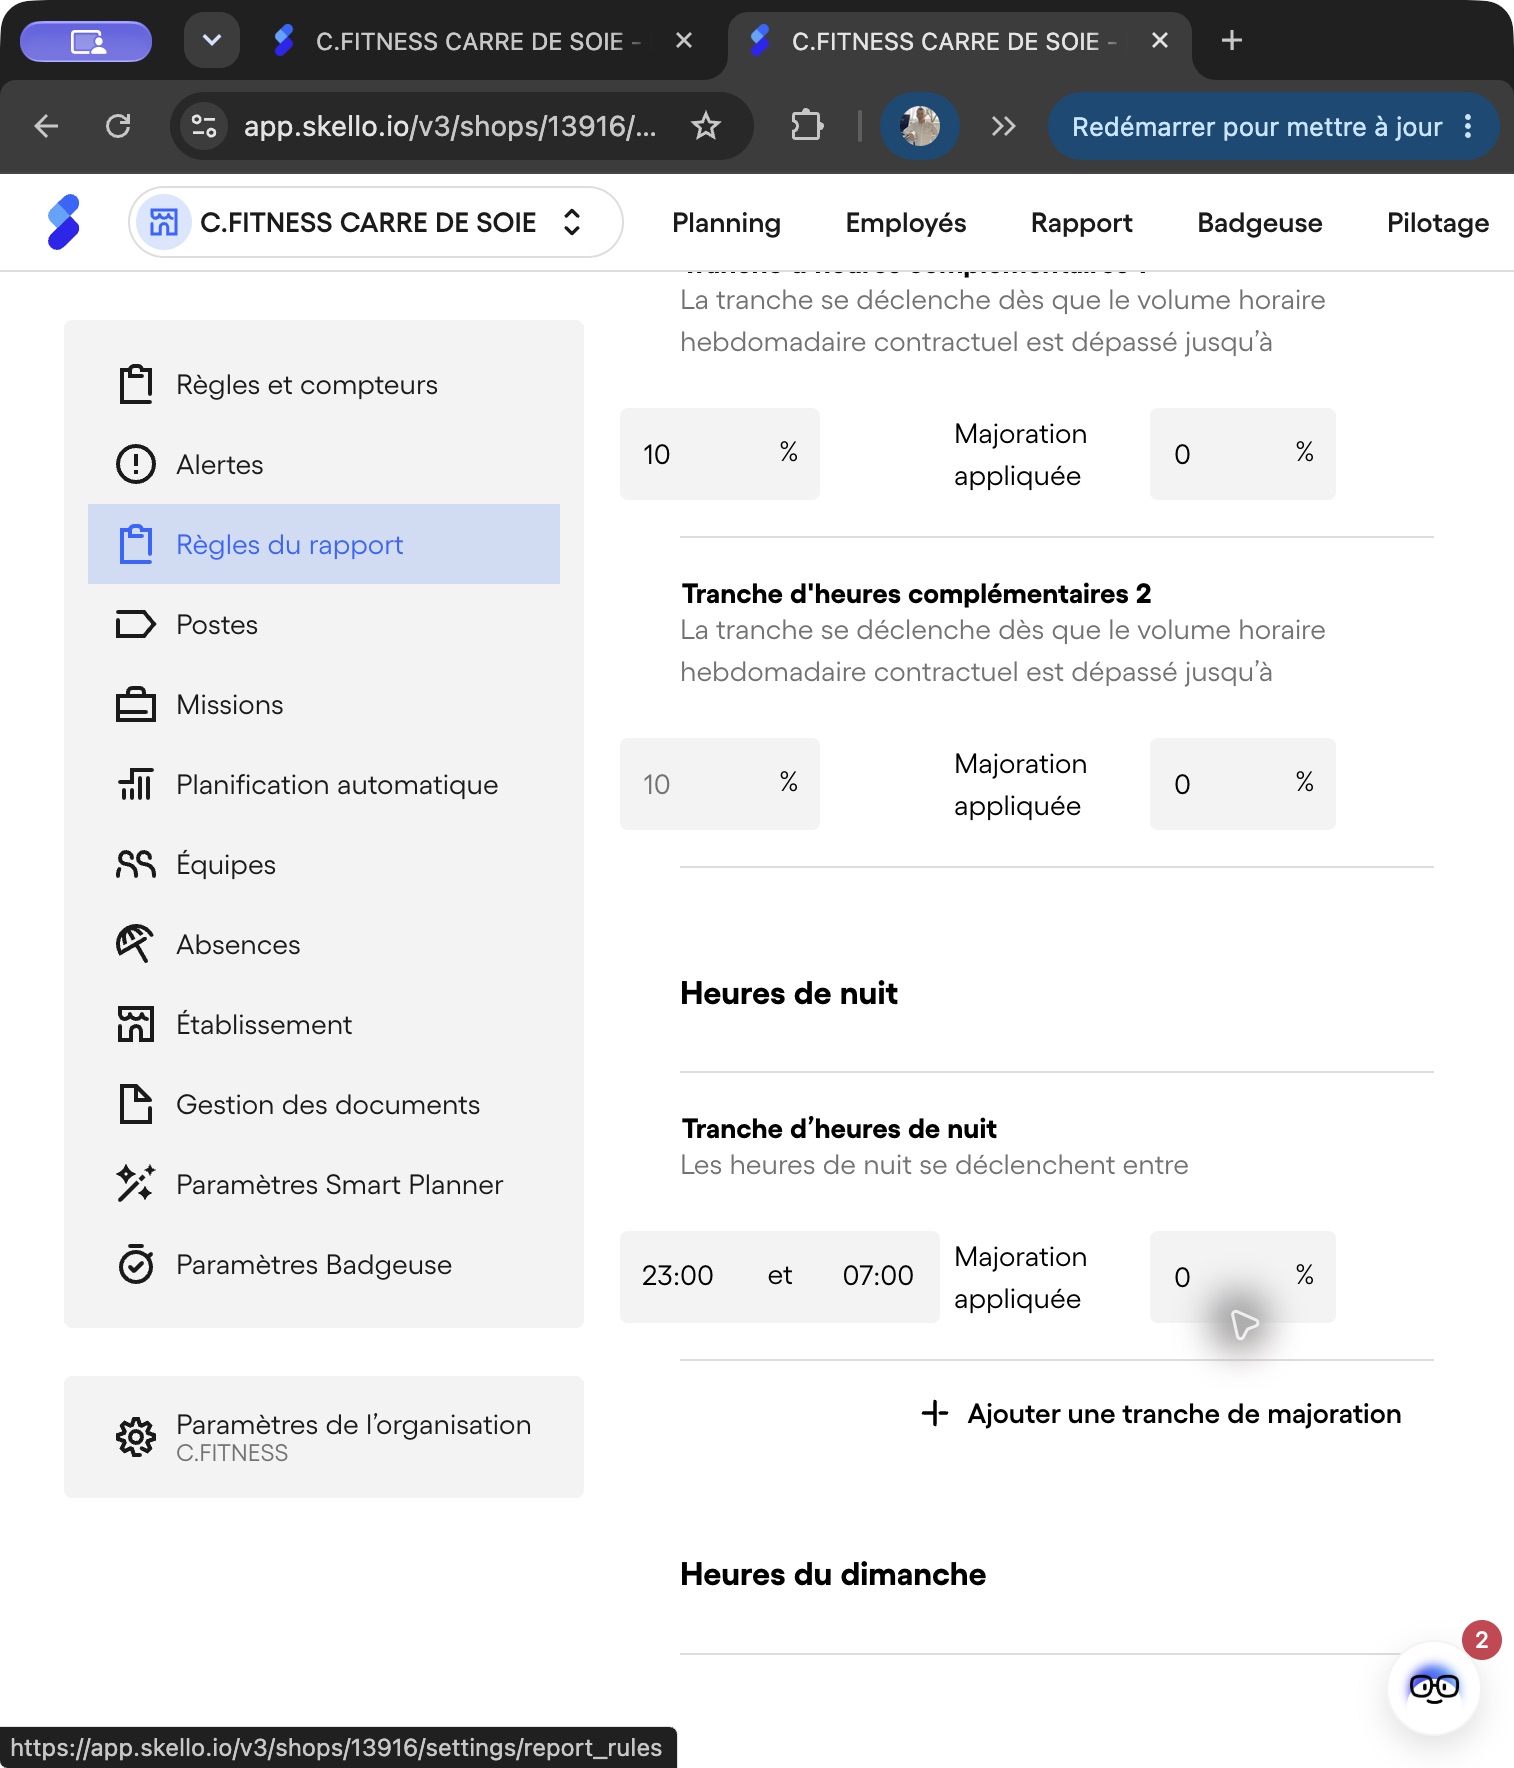 C.FITNESS CARRE DE SOIE -
C.FITNESS CARRE DE SOIE -
app.skello.io/v3/shops/13916/...
Redémarrer pour mettre à jour
C.FITNESS CARRE DE SOIE
Planning
Employés
Rapport
Badgeuse
Pilotage
Règles et compteurs
Alertes
Règles du rapport
Postes
Missions
Planification automatique
Équipes
Absences
Établissement
Gestion des documents
Paramètres Smart Planner
Paramètres Badgeuse
Paramètres de l’organisation
C.FITNESS
Tranche d'heures complémentaires 1
La tranche se déclenche dès que le volume horaire
hebdomadaire contractuel est dépassé jusqu’à
10 %
Majoration
appliquée
0 %
Tranche d'heures complémentaires 2
La tranche se déclenche dès que le volume horaire
hebdomadaire contractuel est dépassé jusqu’à
10 %
Majoration
appliquée
0 %
Heures de nuit
Tranche d’heures de nuit
Les heures de nuit se déclenchent entre
23:00 et 07:00
Majoration
appliquée
0 %
Ajouter une tranche de majoration
Heures du dimanche
2
https://app.skello.io/v3/shops/13916/settings/report_rules